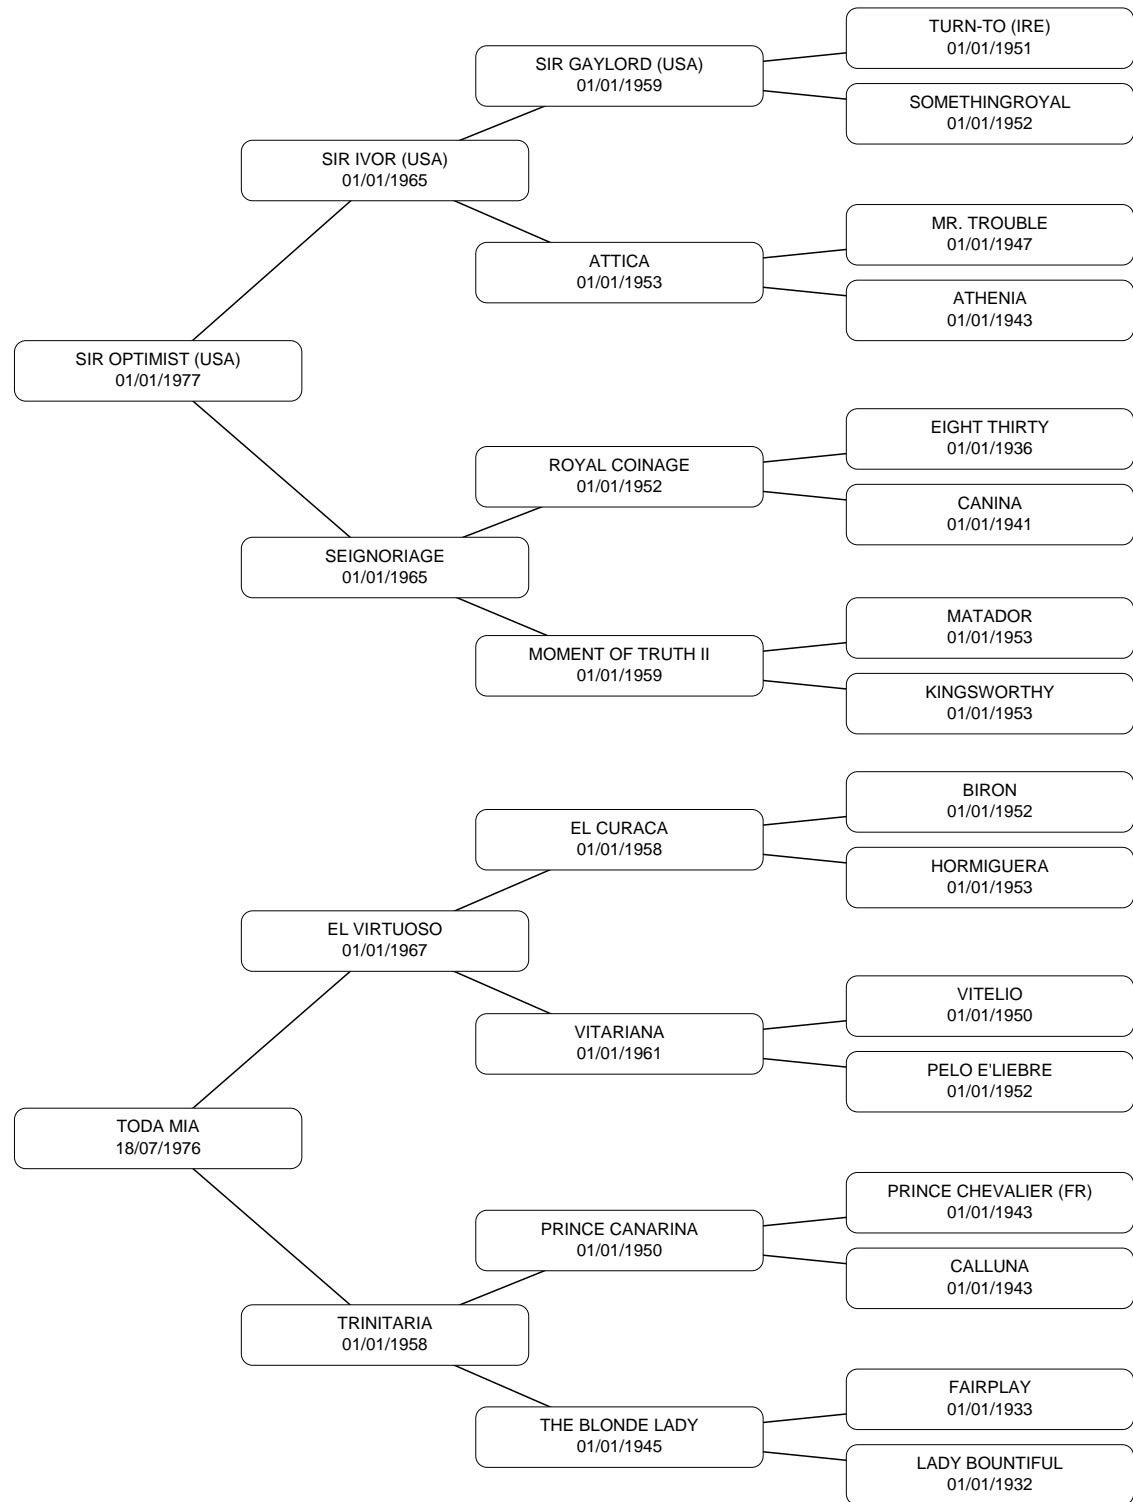 TURN-TO (IRE)
01/01/1951
SIR GAYLORD (USA)
01/01/1959
SOMETHINGROYAL
01/01/1952
SIR IVOR (USA)
01/01/1965
MR. TROUBLE
01/01/1947
ATTICA
01/01/1953
ATHENIA
01/01/1943
SIR OPTIMIST (USA)
01/01/1977
EIGHT THIRTY
01/01/1936
ROYAL COINAGE
01/01/1952
CANINA
01/01/1941
SEIGNORIAGE
01/01/1965
MATADOR
01/01/1953
MOMENT OF TRUTH II
01/01/1959
KINGSWORTHY
01/01/1953
BIRON
01/01/1952
EL CURACA
01/01/1958
HORMIGUERA
01/01/1953
EL VIRTUOSO
01/01/1967
VITELIO
01/01/1950
VITARIANA
01/01/1961
PELO E'LIEBRE
01/01/1952
TODA MIA
18/07/1976
PRINCE CHEVALIER (FR)
01/01/1943
PRINCE CANARINA
01/01/1950
CALLUNA
01/01/1943
TRINITARIA
01/01/1958
FAIRPLAY
01/01/1933
THE BLONDE LADY
01/01/1945
LADY BOUNTIFUL
01/01/1932